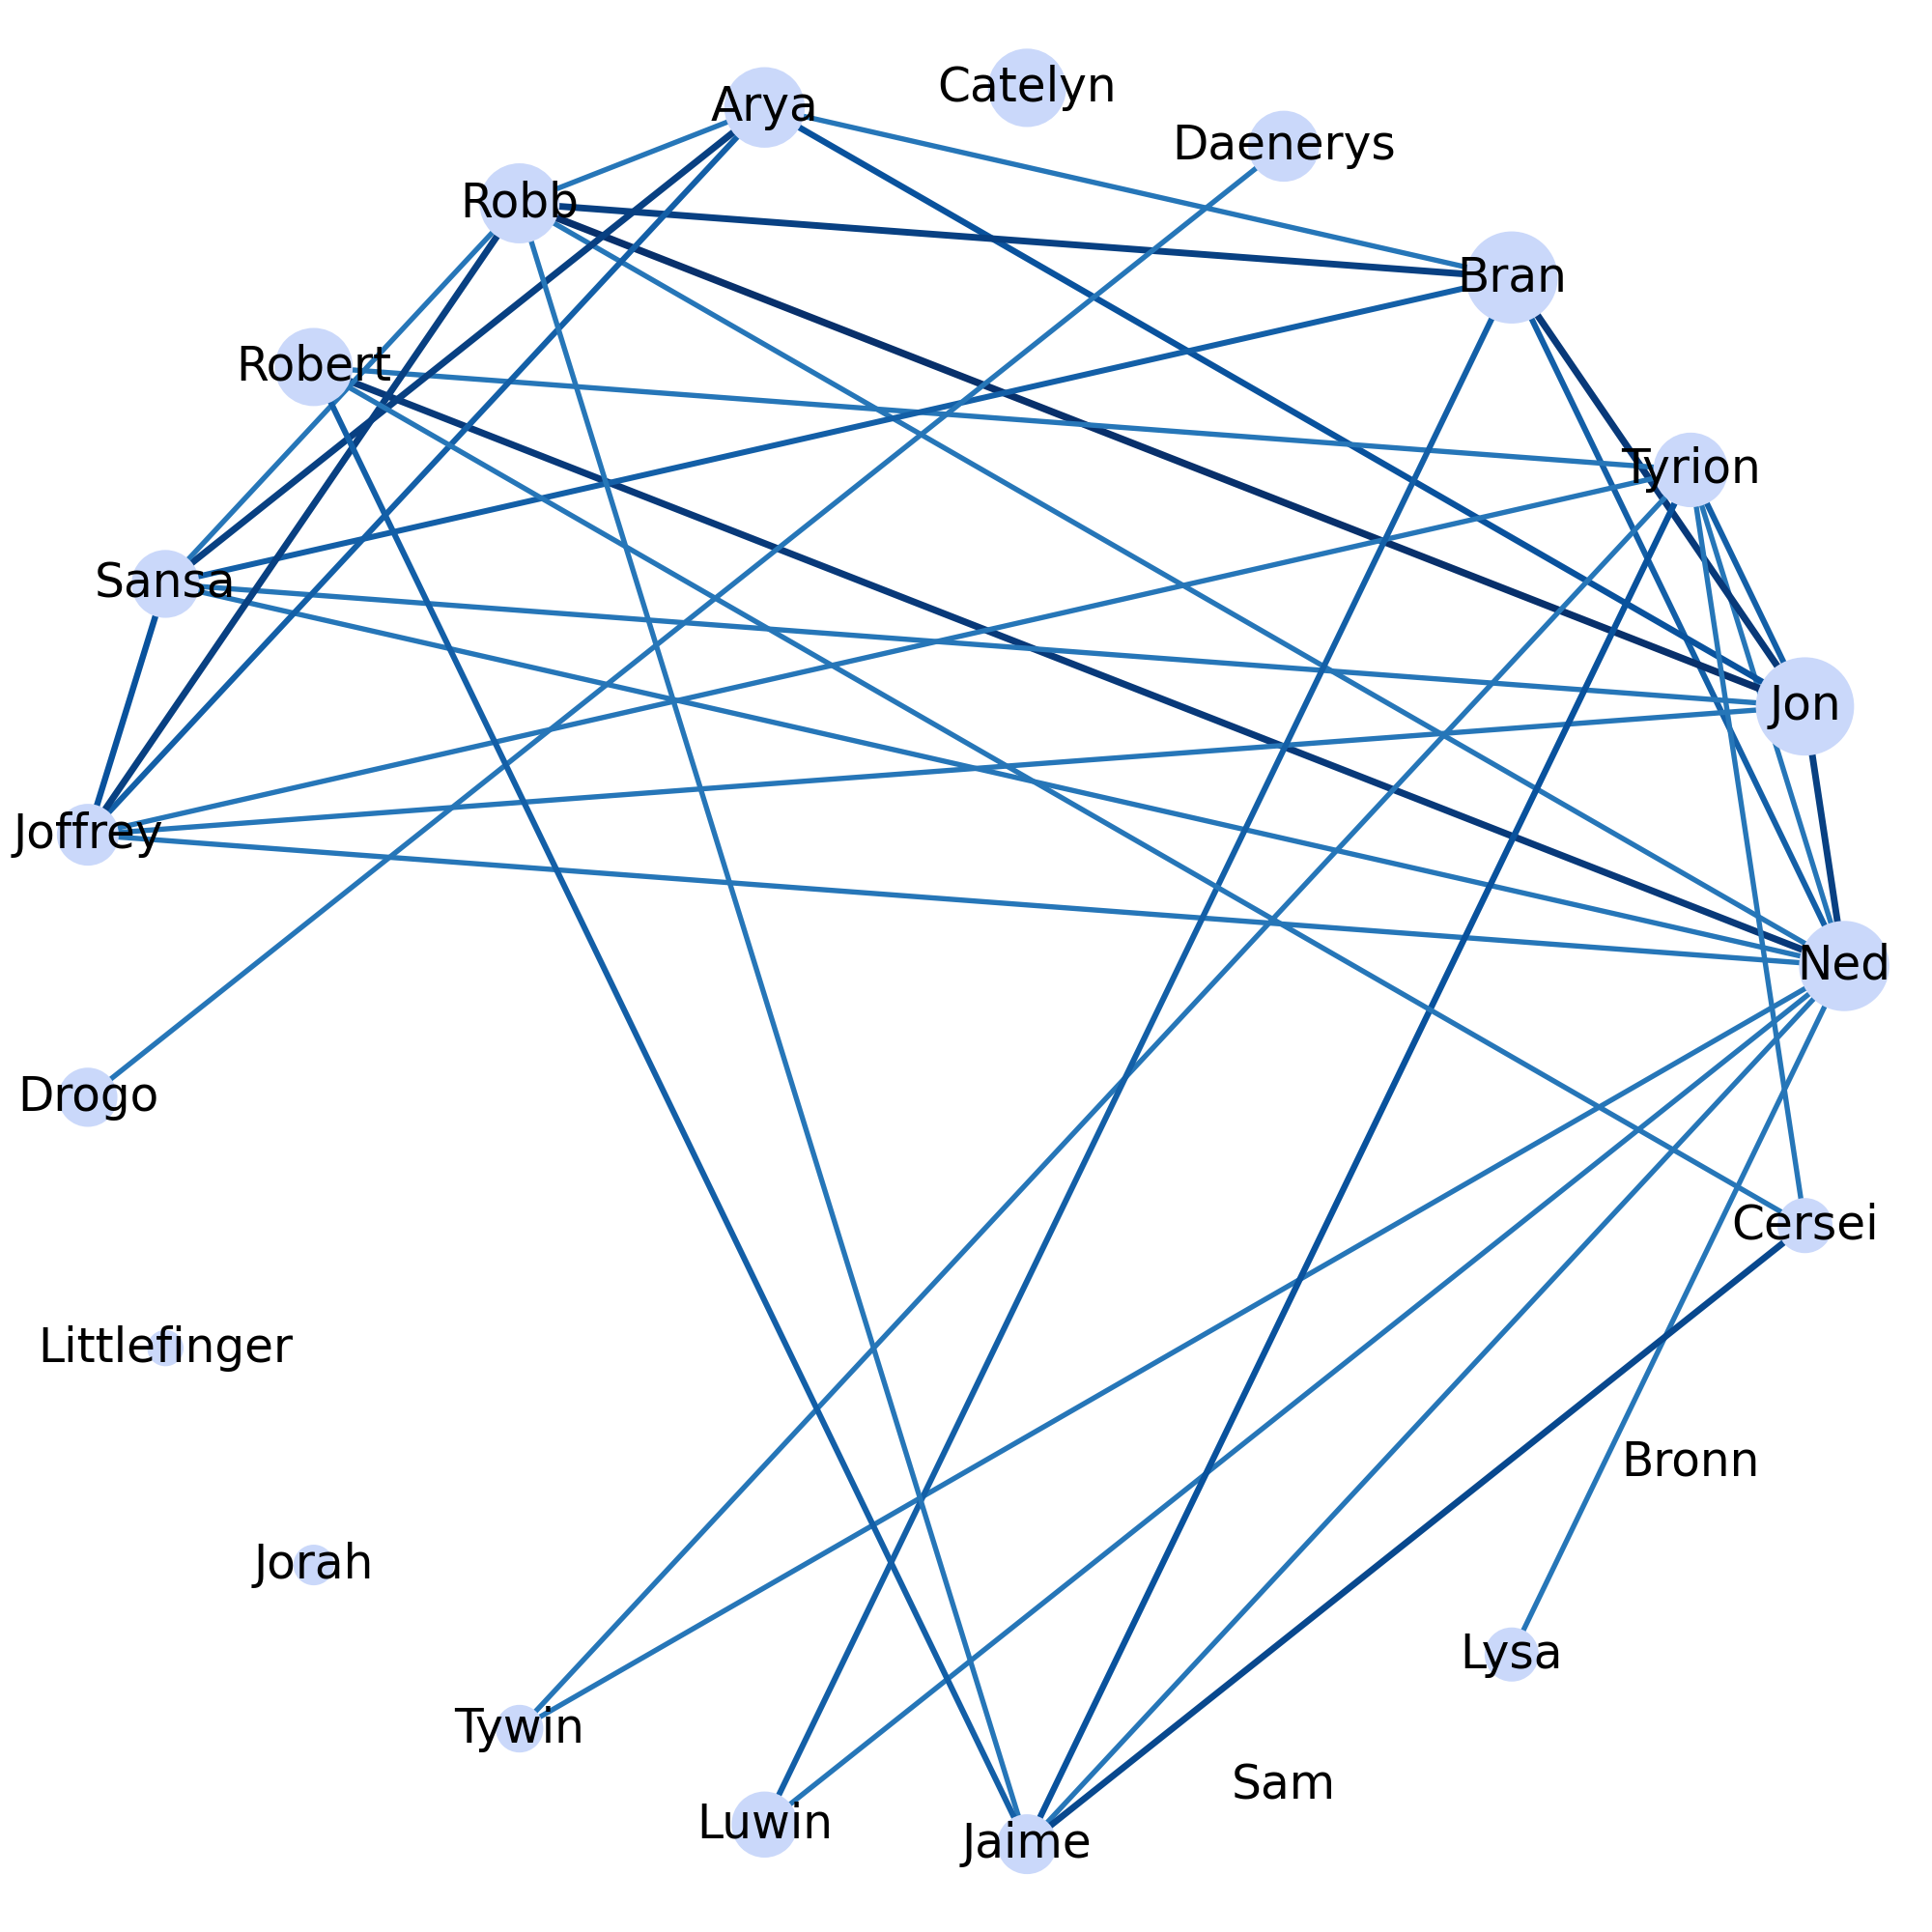 Catelyn
Arya
Daenerys
Robb
Bran
Robert
Tyrion
Sansa
Jon
Joffrey
Ned
Drogo
Cersei
Littlefinger
Bronn
Jorah
Lysa
Tywin
Sam
Luwin
Jaime